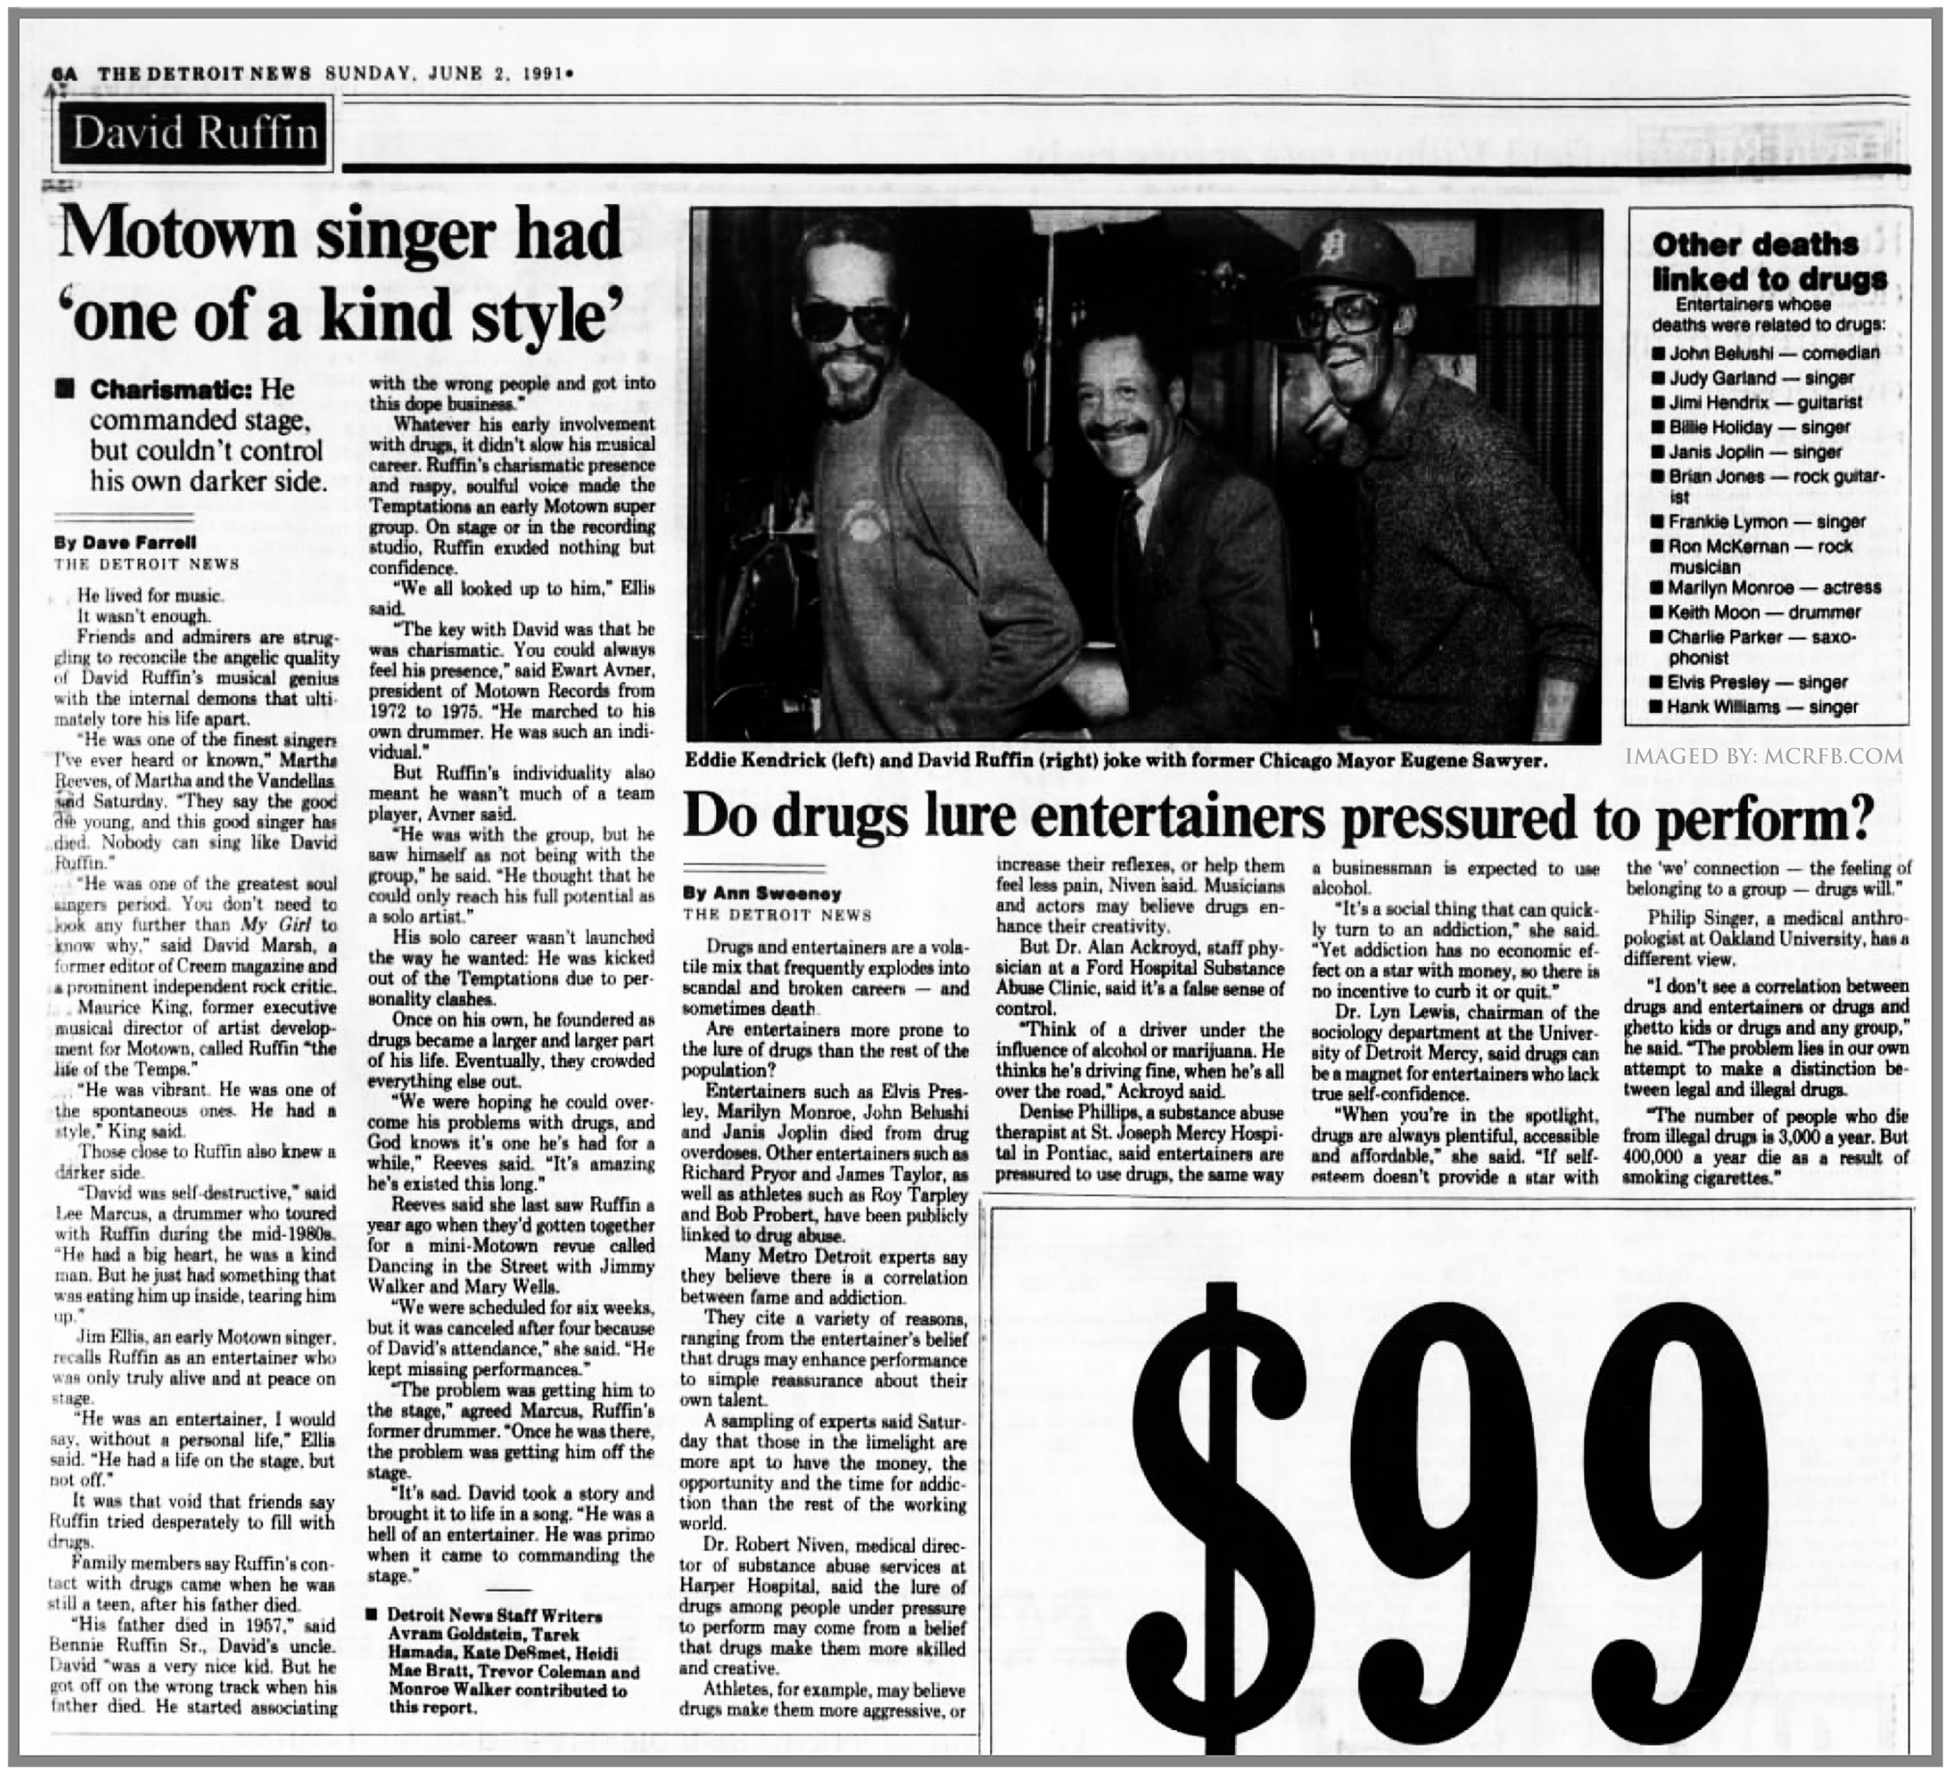 6A THE DETROIT NEWS SUNDAY, JUNE 2, 1991•
David Ruffin
Motown singer had
‘one of a kind style’
■ Charismatic: He
commanded stage,
but couldn't control
his own darker side.
By Dave Farrell
THE DETROIT NEWS
He lived for music.
It wasn't enough.
Friends and admirers are strug-
gling to reconcile the angelic quality
of David Ruffin's musical genius
with the internal demons that ulti-
mately tore his life apart.
"He was one of the finest singers
I've ever heard or known," Martha
Reeves, of Martha and the Vandellas
said Saturday. "They say the good
die young, and this good singer has
died. Nobody can sing like David
Ruffin."
"He was one of the greatest soul
singers period. You don't need to
look any further than My Girl to
know why," said David Marsh, a
former editor of Creem magazine and
a prominent independent rock critic.
Maurice King, former executive
musical director of artist develop-
ment for Motown, called Ruffin "the
life of the Temps."
"He was vibrant. He was one of
the spontaneous ones. He had a
style," King said.
Those close to Ruffin also knew a
darker side.
"David was self-destructive," said
Lee Marcus, a drummer who toured
with Ruffin during the mid-1980s.
"He had a big heart, he was a kind
man. But he just had something that
was eating him up inside, tearing him
up."
Jim Ellis, an early Motown singer,
recalls Ruffin as an entertainer who
was only truly alive and at peace on
stage.
"He was an entertainer, I would
say, without a personal life," Ellis
said. "He had a life on the stage, but
not off."
It was that void that friends say
Ruffin tried desperately to fill with
drugs.
Family members say Ruffin's con-
tact with drugs came when he was
still a teen, after his father died.
"His father died in 1957," said
Bennie Ruffin Sr., David's uncle.
David "was a very nice kid. But he
got off on the wrong track when his
father died. He started associating
with the wrong people and got into
this dope business."
Whatever his early involvement
with drugs, it didn't slow his musical
career. Ruffin's charismatic presence
and raspy, soulful voice made the
Temptations an early Motown super
group. On stage or in the recording
studio, Ruffin exuded nothing but
confidence.
"We all looked up to him," Ellis
said.
"The key with David was that he
was charismatic. You could always
feel his presence," said Ewart Avner,
president of Motown Records from
1972 to 1975. "He marched to his
own drummer. He was such an indi-
vidual."
But Ruffin's individuality also
meant he wasn't much of a team
player, Avner said.
"He was with the group, but he
saw himself as not being with the
group," he said. "He thought that he
could only reach his full potential as
a solo artist."
His solo career wasn't launched
the way he wanted: He was kicked
out of the Temptations due to per-
sonality clashes.
Once on his own, he foundered as
drugs became a larger and larger part
of his life. Eventually, they crowded
everything else out.
"We were hoping he could over-
come his problems with drugs, and
God knows it's one he's had for a
while," Reeves said. "It's amazing
he's existed this long."
Reeves said she last saw Ruffin a
year ago when they'd gotten together
for a mini-Motown revue called
Dancing in the Street with Jimmy
Walker and Mary Wells.
"We were scheduled for six weeks,
but it was canceled after four because
of David's attendance," she said. "He
kept missing performances."
"The problem was getting him to
the stage," agreed Marcus, Ruffin's
former drummer. "Once he was there,
the problem was getting him off the
stage.
"It's sad. David took a story and
brought it to life in a song. "He was a
hell of an entertainer. He was primo
when it came to commanding the
stage."
■ Detroit News Staff Writers
Avram Goldstein, Tarek
Hamada, Kate DeSmet, Heidi
Mae Bratt, Trevor Coleman and
Monroe Walker contributed to
this report.
Eddie Kendrick (left) and David Ruffin (right) joke with former Chicago Mayor Eugene Sawyer.
Other deaths
linked to drugs
Entertainers whose
deaths were related to drugs:
■ John Belushi — comedian
■ Judy Garland — singer
■ Jimi Hendrix — guitarist
■ Billie Holiday — singer
■ Janis Joplin — singer
■ Brian Jones — rock guitar-
ist
■ Frankie Lymon — singer
■ Ron McKernan — rock
musician
■ Marilyn Monroe — actress
■ Keith Moon — drummer
■ Charlie Parker — saxo-
phonist
■ Elvis Presley — singer
■ Hank Williams — singer
IMAGED BY: MCRFB.COM
Do drugs lure entertainers pressured to perform?
By Ann Sweeney
THE DETROIT NEWS
Drugs and entertainers are a vola-
tile mix that frequently explodes into
scandal and broken careers — and
sometimes death.
Are entertainers more prone to
the lure of drugs than the rest of the
population?
Entertainers such as Elvis Pres-
ley, Marilyn Monroe, John Belushi
and Janis Joplin died from drug
overdoses. Other entertainers such as
Richard Pryor and James Taylor, as
well as athletes such as Roy Tarpley
and Bob Probert, have been publicly
linked to drug abuse.
Many Metro Detroit experts say
they believe there is a correlation
between fame and addiction.
They cite a variety of reasons,
ranging from the entertainer's belief
that drugs may enhance performance
to simple reassurance about their
own talent.
A sampling of experts said Satur-
day that those in the limelight are
more apt to have the money, the
opportunity and the time for addic-
tion than the rest of the working
world.
Dr. Robert Niven, medical direc-
tor of substance abuse services at
Harper Hospital, said the lure of
drugs among people under pressure
to perform may come from a belief
that drugs make them more skilled
and creative.
Athletes, for example, may believe
drugs make them more aggressive, or
increase their reflexes, or help them
feel less pain, Niven said. Musicians
and actors may believe drugs en-
hance their creativity.
But Dr. Alan Ackroyd, staff phy-
sician at a Ford Hospital Substance
Abuse Clinic, said it's a false sense of
control.
"Think of a driver under the
influence of alcohol or marijuana. He
thinks he's driving fine, when he's all
over the road," Ackroyd said.
Denise Phillips, a substance abuse
therapist at St. Joseph Mercy Hospi-
tal in Pontiac, said entertainers are
pressured to use drugs, the same way
a businessman is expected to use
alcohol.
"It's a social thing that can quick-
ly turn to an addiction," she said.
"Yet addiction has no economic ef-
fect on a star with money, so there is
no incentive to curb it or quit."
Dr. Lyn Lewis, chairman of the
sociology department at the Univer-
sity of Detroit Mercy, said drugs can
be a magnet for entertainers who lack
true self-confidence.
"When you're in the spotlight,
drugs are always plentiful, accessible
and affordable," she said. "If self-
esteem doesn't provide a star with
the 'we' connection — the feeling of
belonging to a group — drugs will."
Philip Singer, a medical anthro-
pologist at Oakland University, has a
different view.
"I don't see a correlation between
drugs and entertainers or drugs and
ghetto kids or drugs and any group,"
he said. "The problem lies in our own
attempt to make a distinction be-
tween legal and illegal drugs.
"The number of people who die
from illegal drugs is 3,000 a year. But
400,000 a year die as a result of
smoking cigarettes."
$99